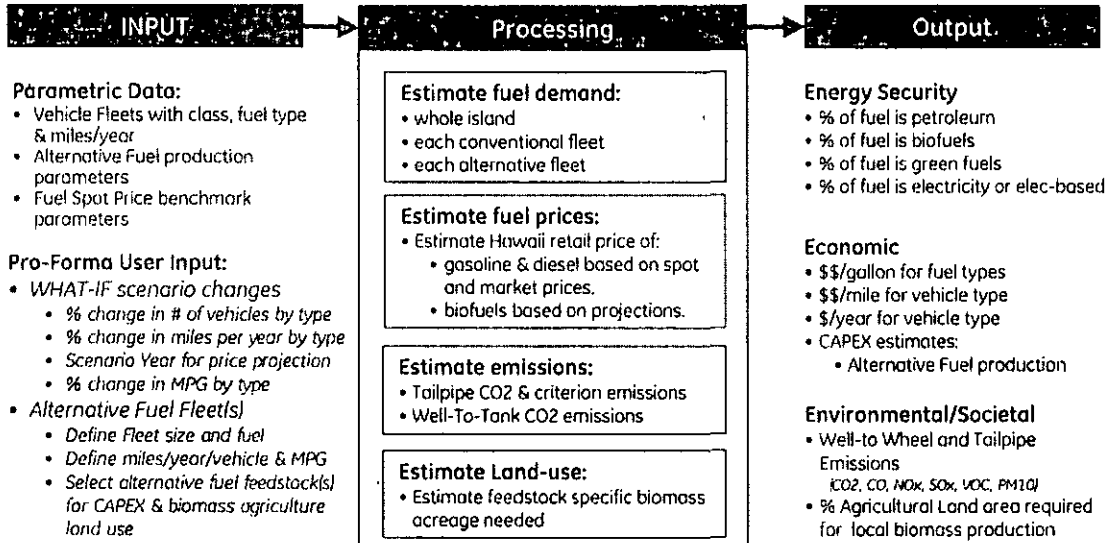 INPUT
Parametric Data:
• Vehicle Fleets with class, fuel type
& miles/year
• Alternative Fuel production
parameters
• Fuel Spot Price benchmark
parameters
Pro-Forma User Input:
• WHAT-IF scenario changes
• % change in # of vehicles by type
• % change in miles per year by type
• Scenario Year for price projection
• % change in MPG by type
• Alternative Fuel Fleet(s)
• Define Fleet size and fuel
• Define miles/year/vehicle & MPG
• Select alternative fuel feedstock(s)
for CAPEX & biomass agriculture
land use
Processing
Estimate fuel demand:
• whole island
• each conventional fleet
• each alternative fleet
Estimate fuel prices:
• Estimate Hawaii retail price of:
• gasoline & diesel based on spot
and market prices.
• biofuels based on projections.
Estimate emissions:
• Tailpipe CO2 & criterion emissions
• Well-To-Tank CO2 emissions
Estimate Land-use:
• Estimate feedstock specific biomass
acreage needed
Output
Energy Security
• % of fuel is petroleum
• % of fuel is biofuels
• % of fuel is green fuels
• % of fuel is electricity or elec-based
Economic
• $$/gallon for fuel types
• $$/mile for vehicle type
• $/year for vehicle type
• CAPEX estimates:
• Alternative Fuel production
Environmental/Societal
• Well-to Wheel and Tailpipe
Emissions
(CO2, CO, NOx, SOx, VOC, PM10)
• % Agricultural Land area required
for local biomass production